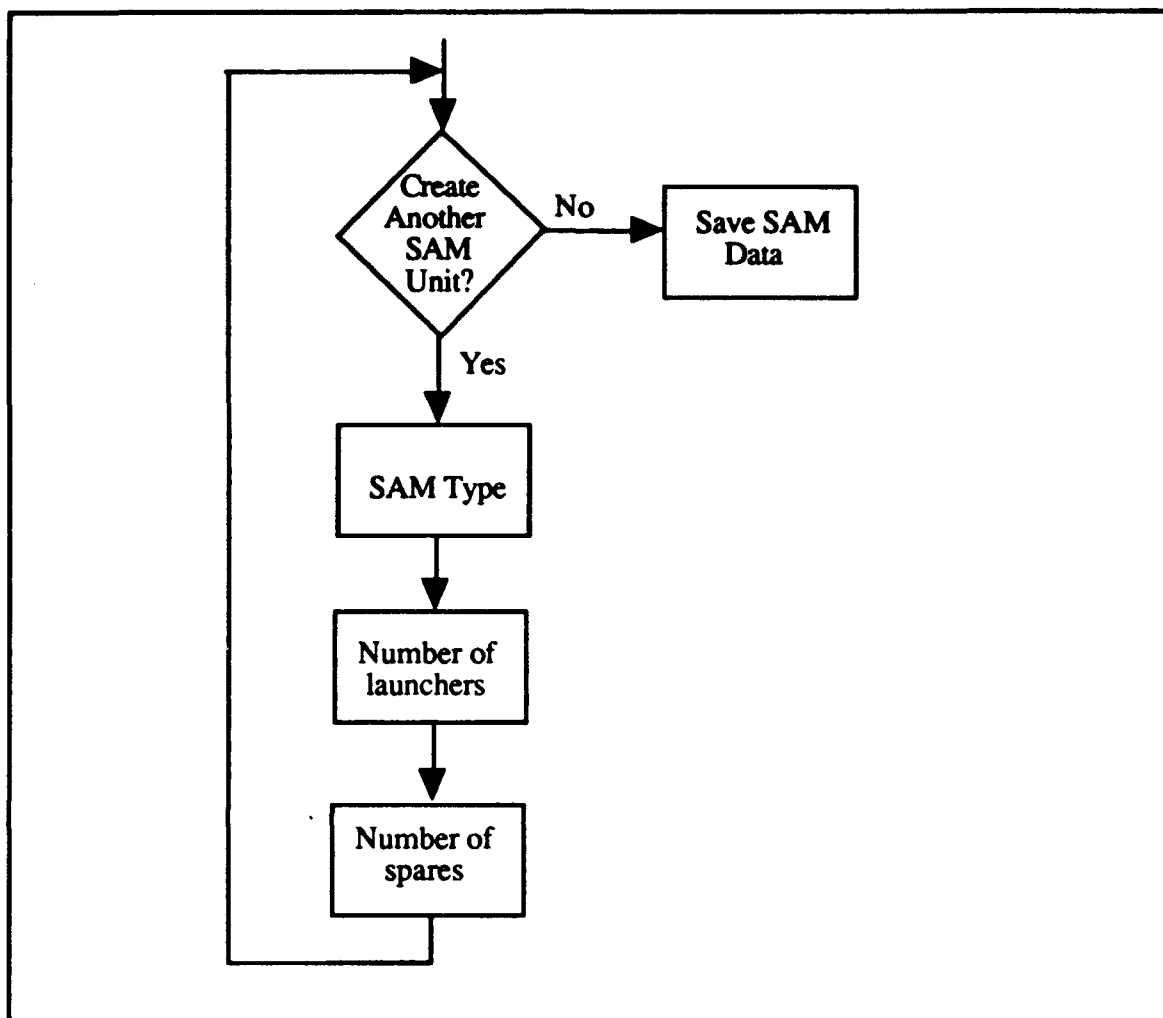 Create
Another
SAM
Unit?
No
Save SAM
Data
Yes
SAM Type
Number of
launchers
Number of
spares